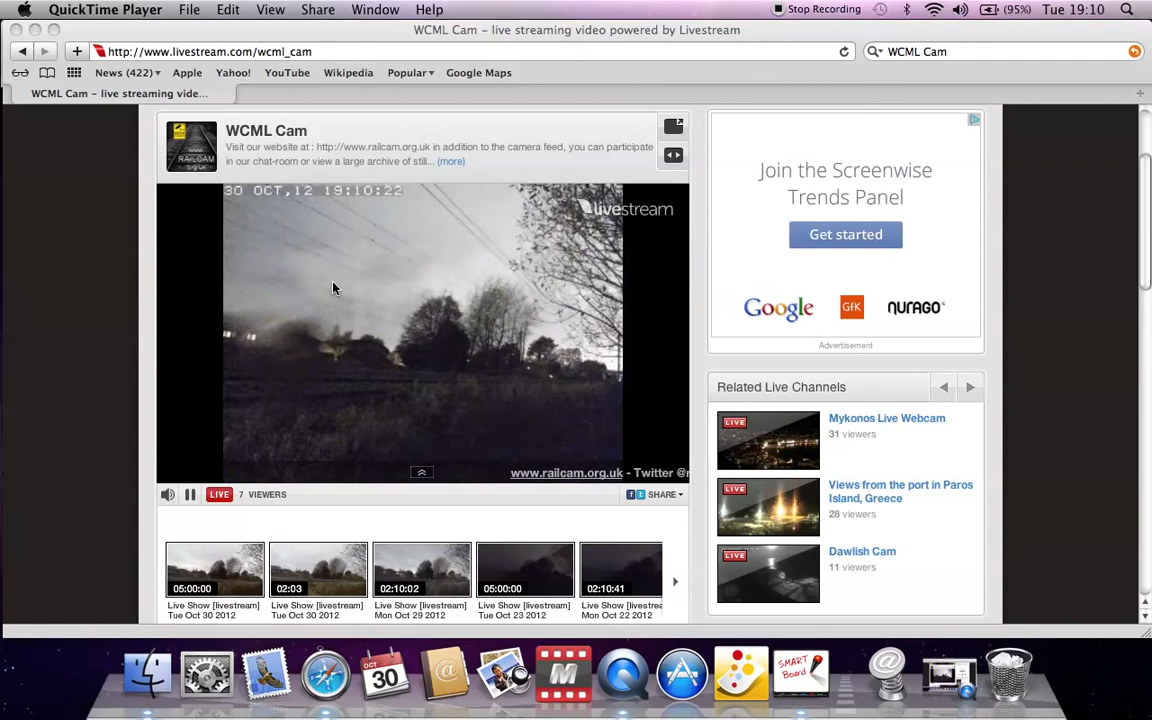 QuickTime Player File Edit View Share Window Help Stop Recording (95%) Tue 19:10
WCML Cam – live streaming video powered by Livestream
http://www.livestream.com/wcml_cam WCML Cam
News (422) Apple Yahoo! YouTube Wikipedia Popular Google Maps
WCML Cam – live streaming vide...
WCML Cam
Visit our website at : http://www.railcam.org.uk in addition to the camera feed, you can participate
in our chat-room or view a large archive of still... (more)
RAILCAM
30 OCT,12 19:10:22
livestream
www.railcam.org.uk - Twitter @r
LIVE 7 VIEWERS SHARE
05:00:00
Live Show [livestream]
Tue Oct 30 2012
02:03
Live Show [livestream]
Tue Oct 30 2012
02:10:02
Live Show [livestream]
Mon Oct 29 2012
05:00:00
Live Show [livestream]
Tue Oct 23 2012
02:10:41
Live Show [livestrea
Mon Oct 22 2012
Join the Screenwise
Trends Panel
Get started
Google GfK nurago
Advertisement
Related Live Channels
LIVE
Mykonos Live Webcam
31 viewers
LIVE
Views from the port in Paros
Island, Greece
28 viewers
LIVE
Dawlish Cam
11 viewers
OCT
30
@
M
SMART
Board
@